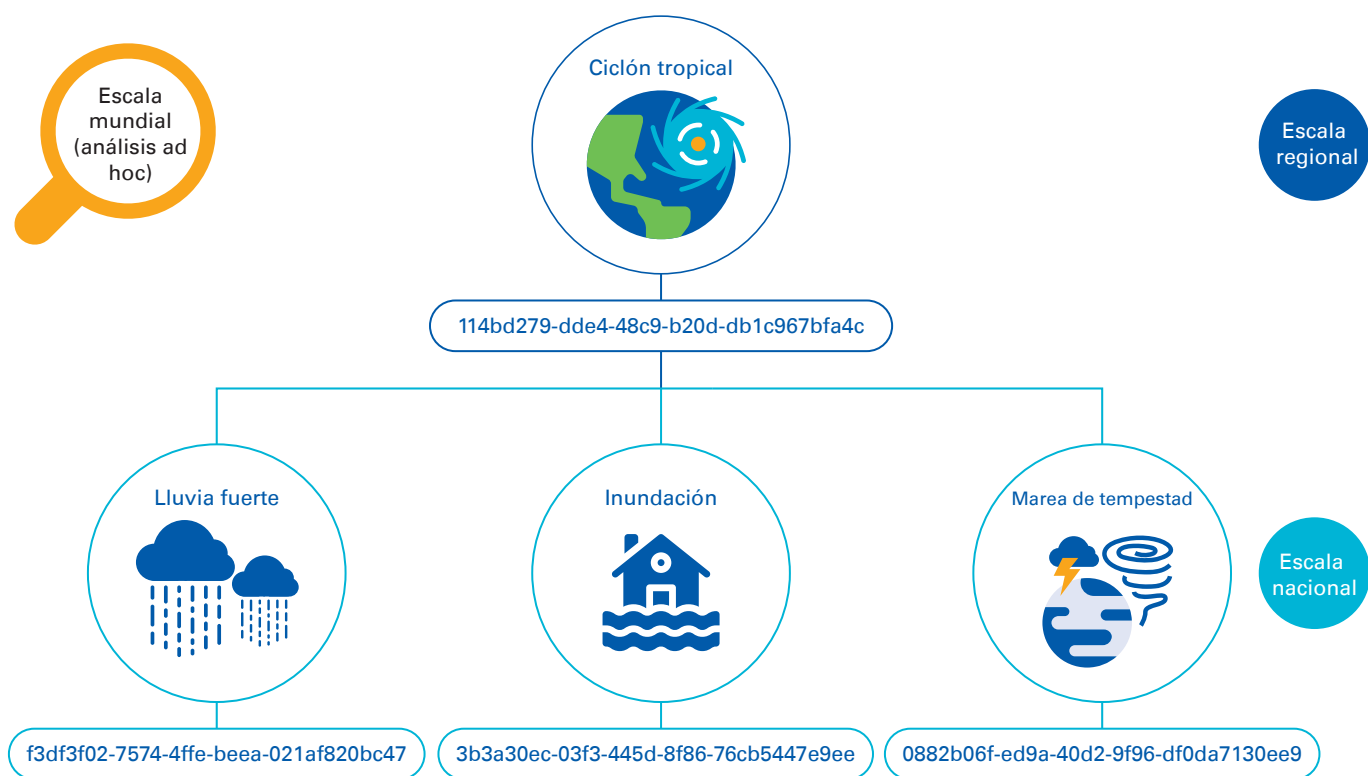 Escala
mundial
(análisis ad
hoc)
Ciclón tropical
Escala
regional
114bd279-dde4-48c9-b20d-db1c967bfa4c
Lluvia fuerte
Inundación
Marea de tempestad
Escala
nacional
f3df3f02-7574-4ffe-beea-021af820bc47
3b3a30ec-03f3-445d-8f86-76cb5447e9ee
0882b06f-ed9a-40d2-9f96-df0da7130ee9